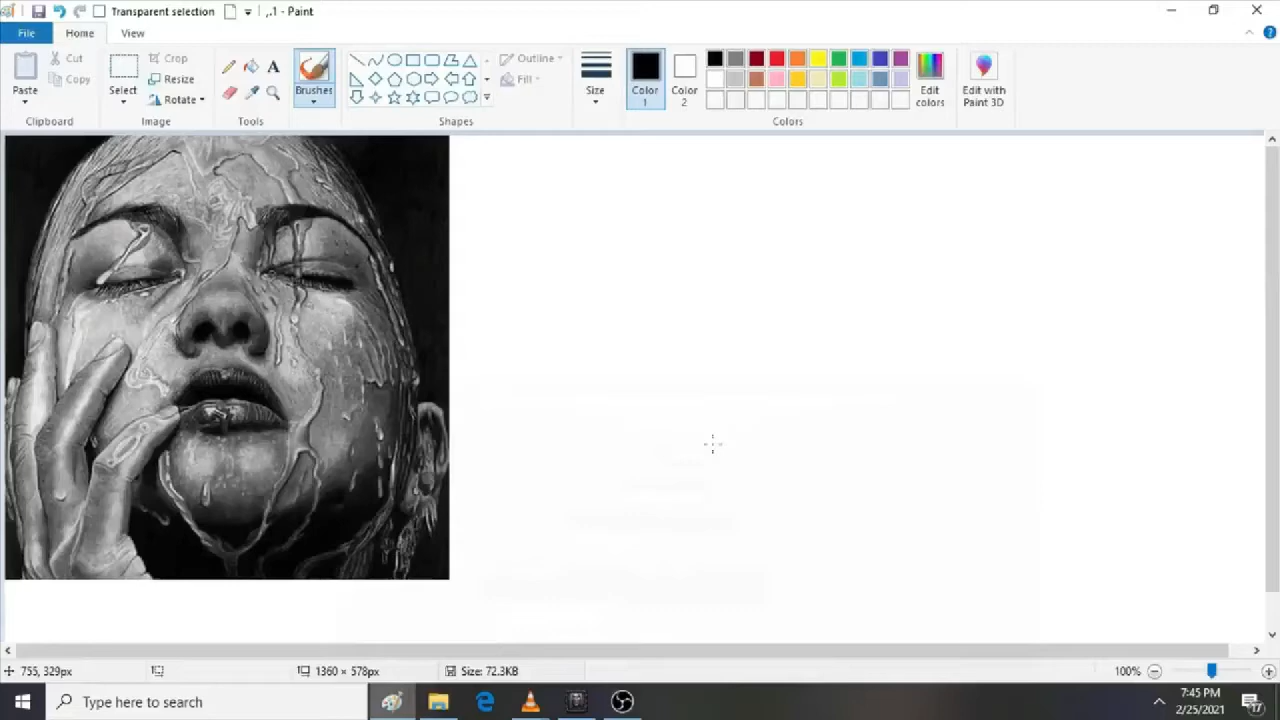 Transparent selection ,.1 - Paint
File Home View
Paste Cut Copy Select Crop Resize Rotate Brushes Outline Fill Size Color 1 Color 2 Edit colors Edit with Paint 3D
Clipboard Image Tools A Shapes Colors
755, 329px 1360 × 578px Size: 72.3KB 100%
Type here to search 7:45 PM
2/25/2021 17